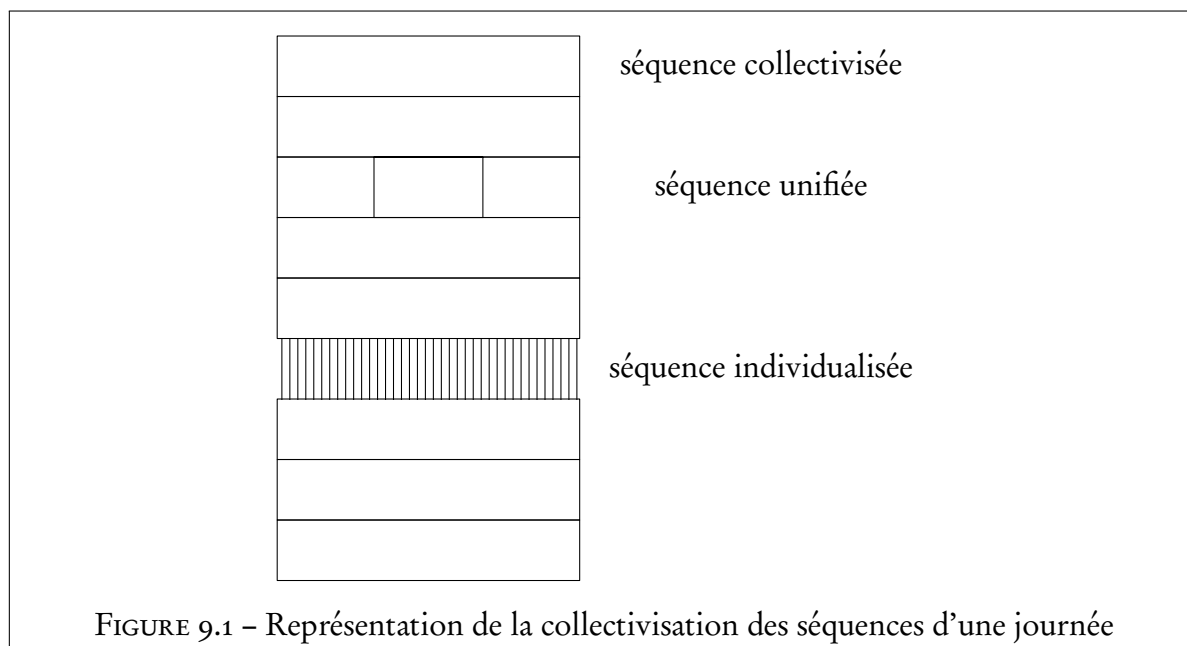 séquence collectivisée
séquence unifiée
séquence individualisée
FIGURE 9.1 – Représentation de la collectivisation des séquences d'une journée